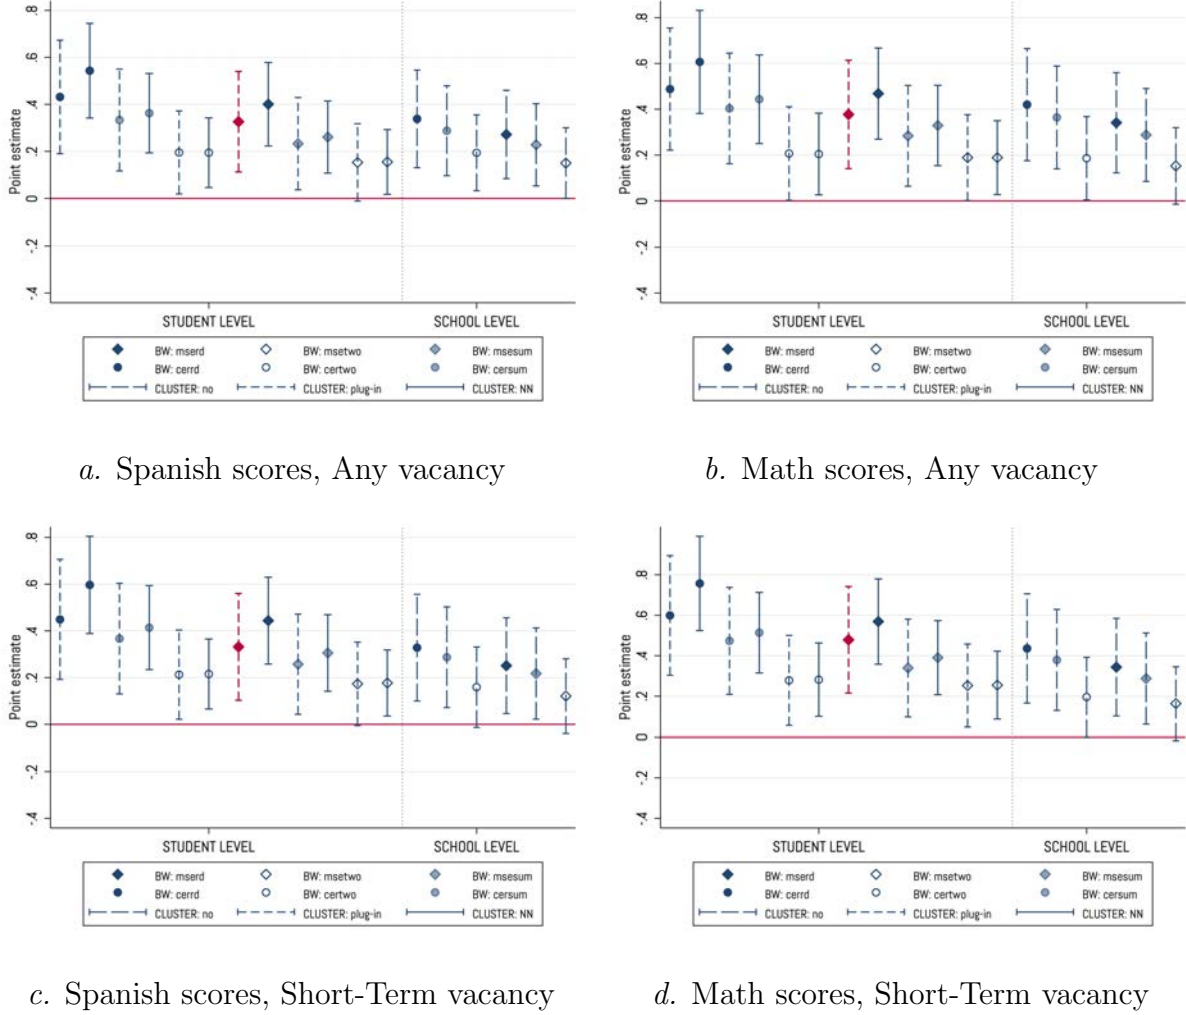 Point estimate
.8
.6
.4
.2
0
-.2
-.4
STUDENT LEVEL SCHOOL LEVEL
BW: mserd BW: msetwo BW: msesum
BW: cerrd BW: certwo BW: cersum
CLUSTER: no CLUSTER: plug-in CLUSTER: NN
a. Spanish scores, Any vacancy
Point estimate
.8
.6
.4
.2
0
-.2
-.4
STUDENT LEVEL SCHOOL LEVEL
BW: mserd BW: msetwo BW: msesum
BW: cerrd BW: certwo BW: cersum
CLUSTER: no CLUSTER: plug-in CLUSTER: NN
b. Math scores, Any vacancy
Point estimate
.8
.6
.4
.2
0
-.2
-.4
STUDENT LEVEL SCHOOL LEVEL
BW: mserd BW: msetwo BW: msesum
BW: cerrd BW: certwo BW: cersum
CLUSTER: no CLUSTER: plug-in CLUSTER: NN
c. Spanish scores, Short-Term vacancy
Point estimate
.8
.6
.4
.2
0
-.2
-.4
STUDENT LEVEL SCHOOL LEVEL
BW: mserd BW: msetwo BW: msesum
BW: cerrd BW: certwo BW: cersum
CLUSTER: no CLUSTER: plug-in CLUSTER: NN
d. Math scores, Short-Term vacancy